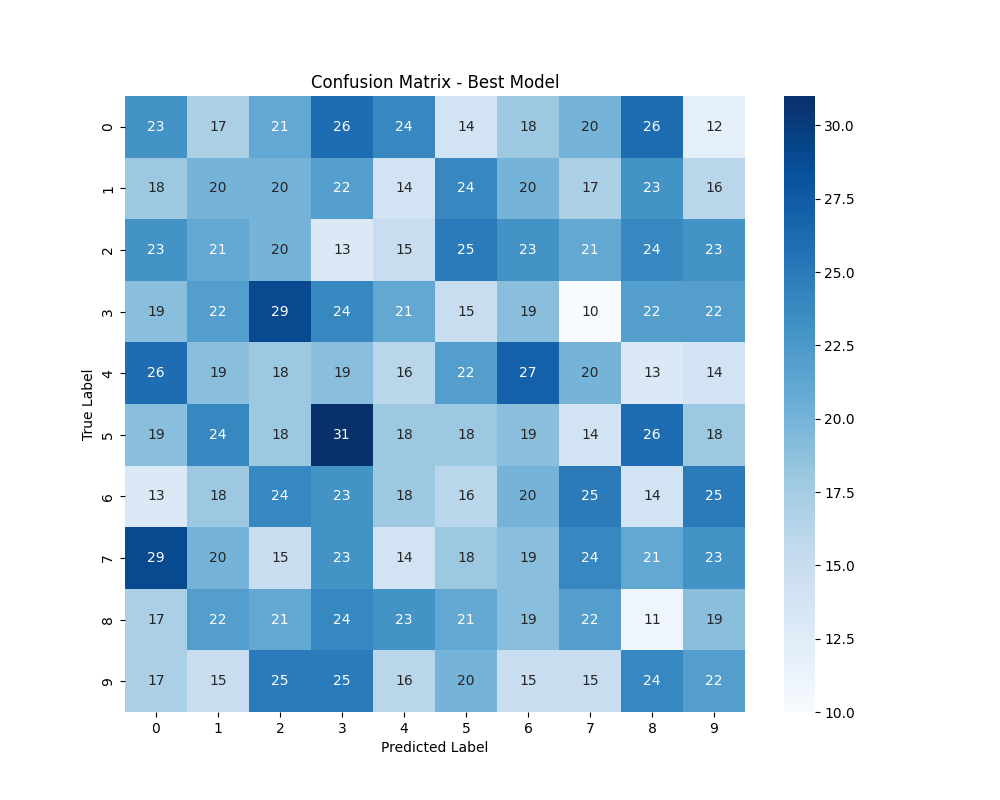 Confusion Matrix - Best Model
0 23 17 21 26 24 14 18 20 26 12
1 18 20 20 22 14 24 20 17 23 16
2 23 21 20 13 15 25 23 21 24 23
3 19 22 29 24 21 15 19 10 22 22
4 26 19 18 19 16 22 27 20 13 14
5 19 24 18 31 18 18 19 14 26 18
6 13 18 24 23 18 16 20 25 14 25
7 29 20 15 23 14 18 19 24 21 23
8 17 22 21 24 23 21 19 22 11 19
9 17 15 25 25 16 20 15 15 24 22
0 1 2 3 4 5 6 7 8 9
Predicted Label
True Label
30.0
27.5
25.0
22.5
20.0
17.5
15.0
12.5
10.0